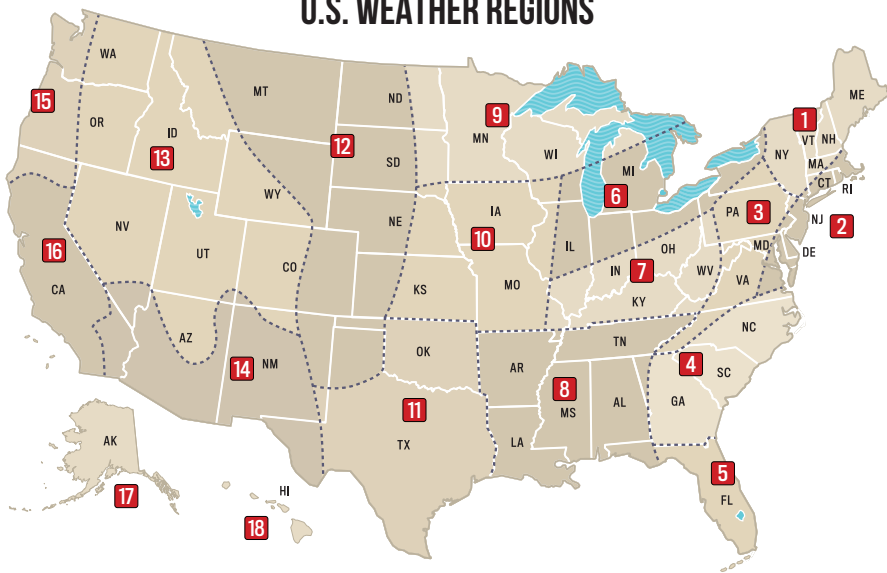 U.S. WEATHER REGIONS
WA
MT
ND
ME
15
OR
ID
13
12
9
MN
1
VT
NH
NY
MA
CT
RI
WI
MI
SD
WY
6
PA
3
NJ
2
NE
IA
10
IL
IN
7
OH
MD
DE
NV
UT
CO
16
CA
KS
MO
WV
VA
KY
AZ
NC
TN
14
NM
OK
AR
4
SC
8
MS
AL
GA
11
TX
LA
AK
17
HI
18
5
FL